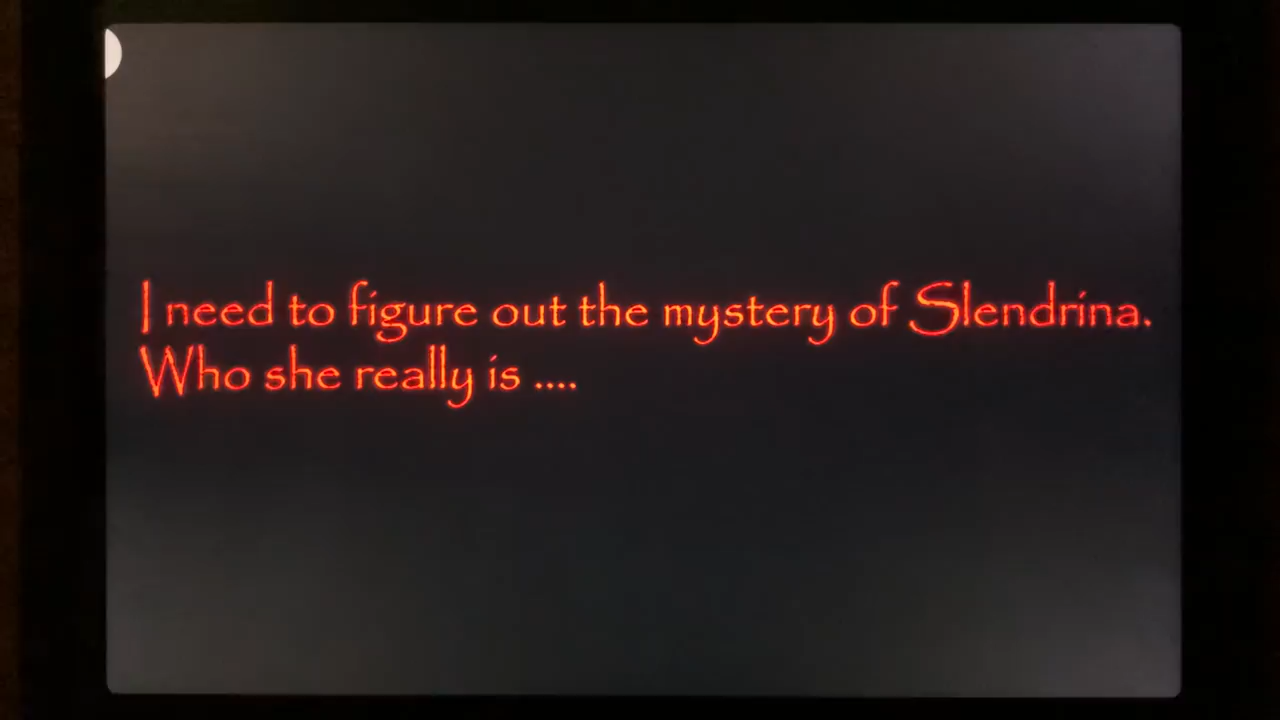 I need to figure out the mystery of Slendrina.
Who she really is ....